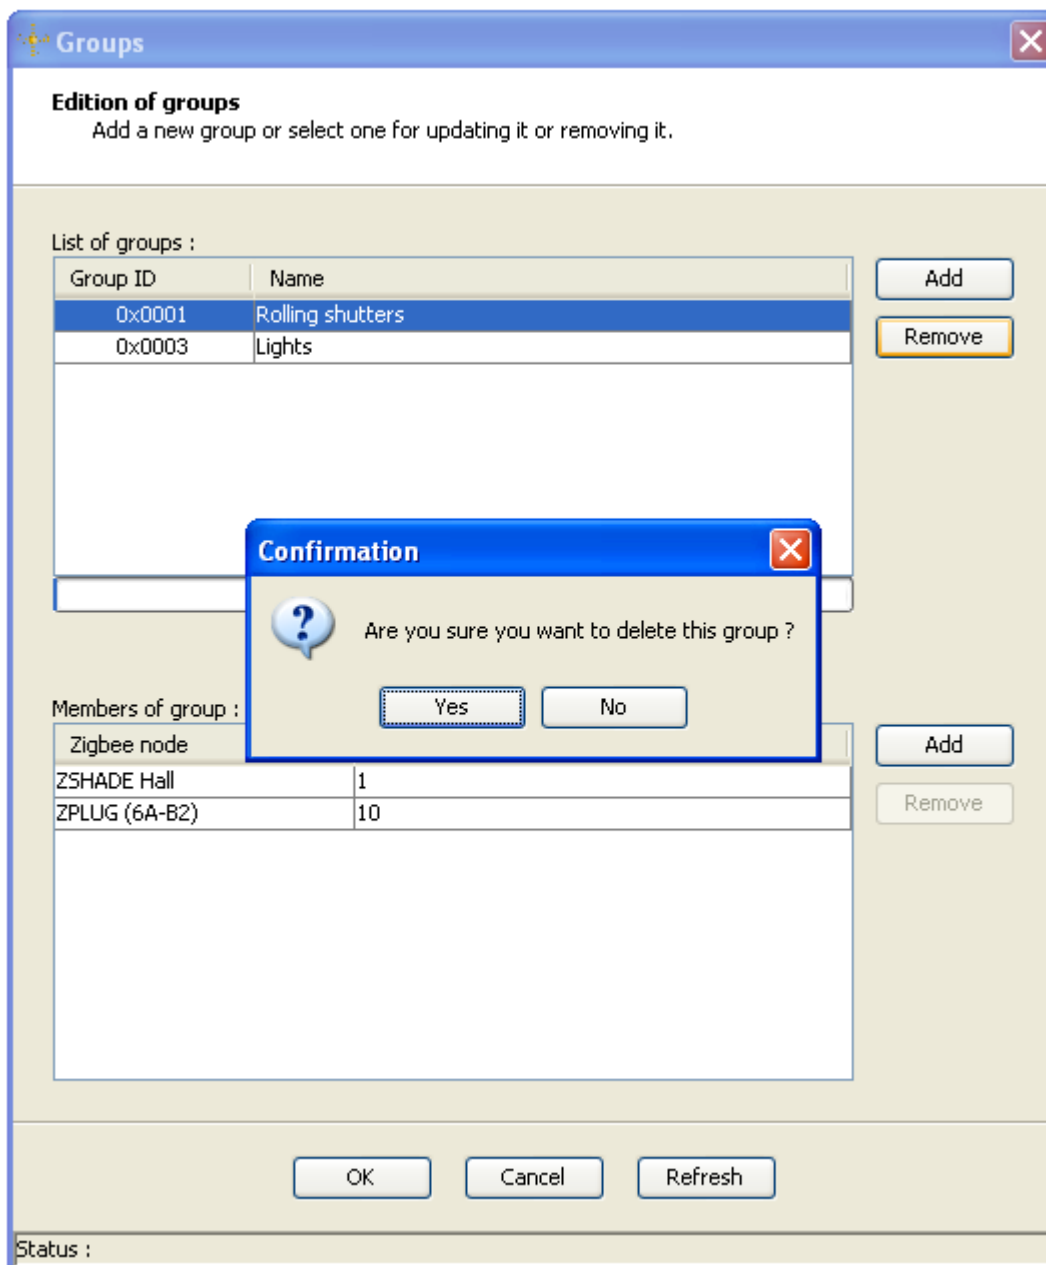 Groups
Edition of groups
Add a new group or select one for updating it or removing it.
List of groups :
Group ID Name
Add
0x0001 Rolling shutters
Remove
0x0003 Lights
Confirmation
Are you sure you want to delete this group ?
Yes No
Members of group :
Zigbee node
Add
ZSHADE Hall 1
Remove
ZPLUG (6A-B2) 10
OK Cancel Refresh
Status :